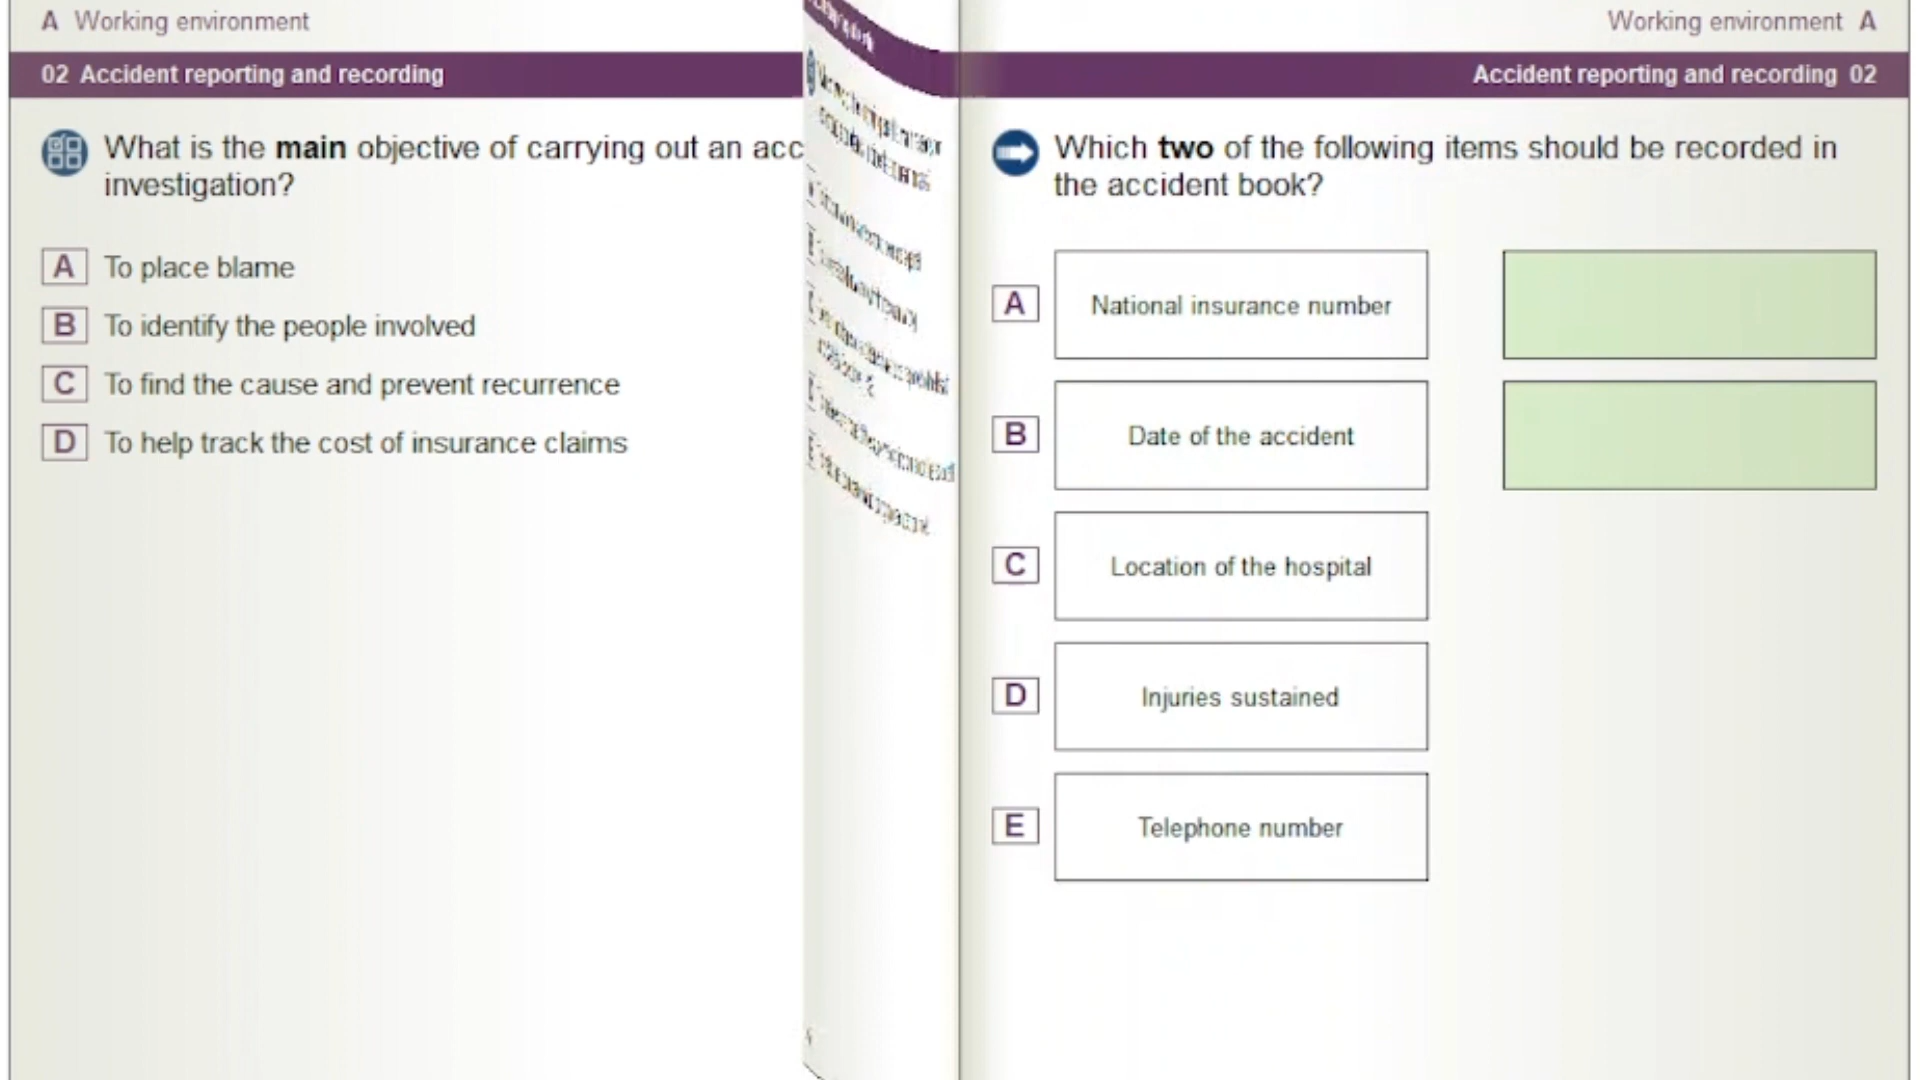 A Working environment
02 Accident reporting and recording
What is the main objective of carrying out an acc
investigation?
A To place blame
B To identify the people involved
C To find the cause and prevent recurrence
D To help track the cost of insurance claims
Working environment A
Accident reporting and recording 02
Which two of the following items should be recorded in
the accident book?
A National insurance number
B Date of the accident
C Location of the hospital
D Injuries sustained
E Telephone number